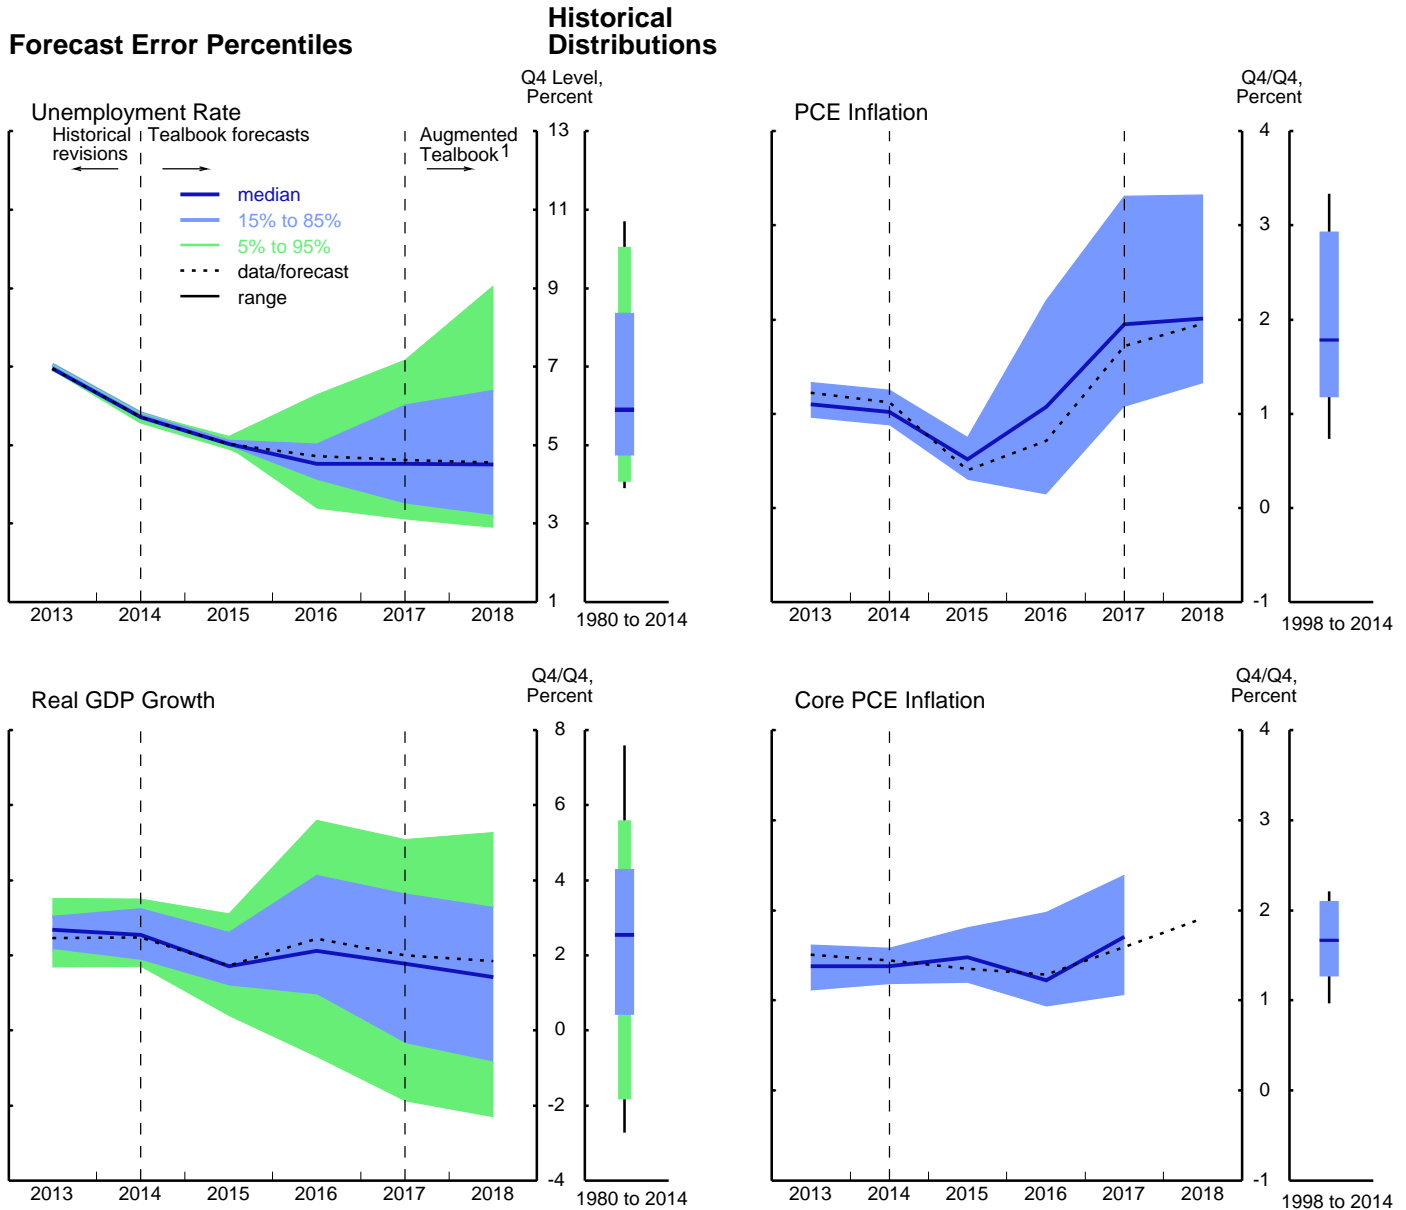 Forecast Error Percentiles
Historical
Distributions
Unemployment Rate
Q4 Level,
Percent
Historical
revisions
Tealbook forecasts
Augmented
Tealbook1
median
15% to 85%
5% to 95%
data/forecast
range
13
11
9
7
5
3
1
2013 2014 2015 2016 2017 2018
1980 to 2014
PCE Inflation
Q4/Q4,
Percent
4
3
2
1
0
-1
2013 2014 2015 2016 2017 2018
1998 to 2014
Real GDP Growth
Q4/Q4,
Percent
8
6
4
2
0
-2
-4
2013 2014 2015 2016 2017 2018
1980 to 2014
Core PCE Inflation
Q4/Q4,
Percent
4
3
2
1
0
-1
2013 2014 2015 2016 2017 2018
1998 to 2014